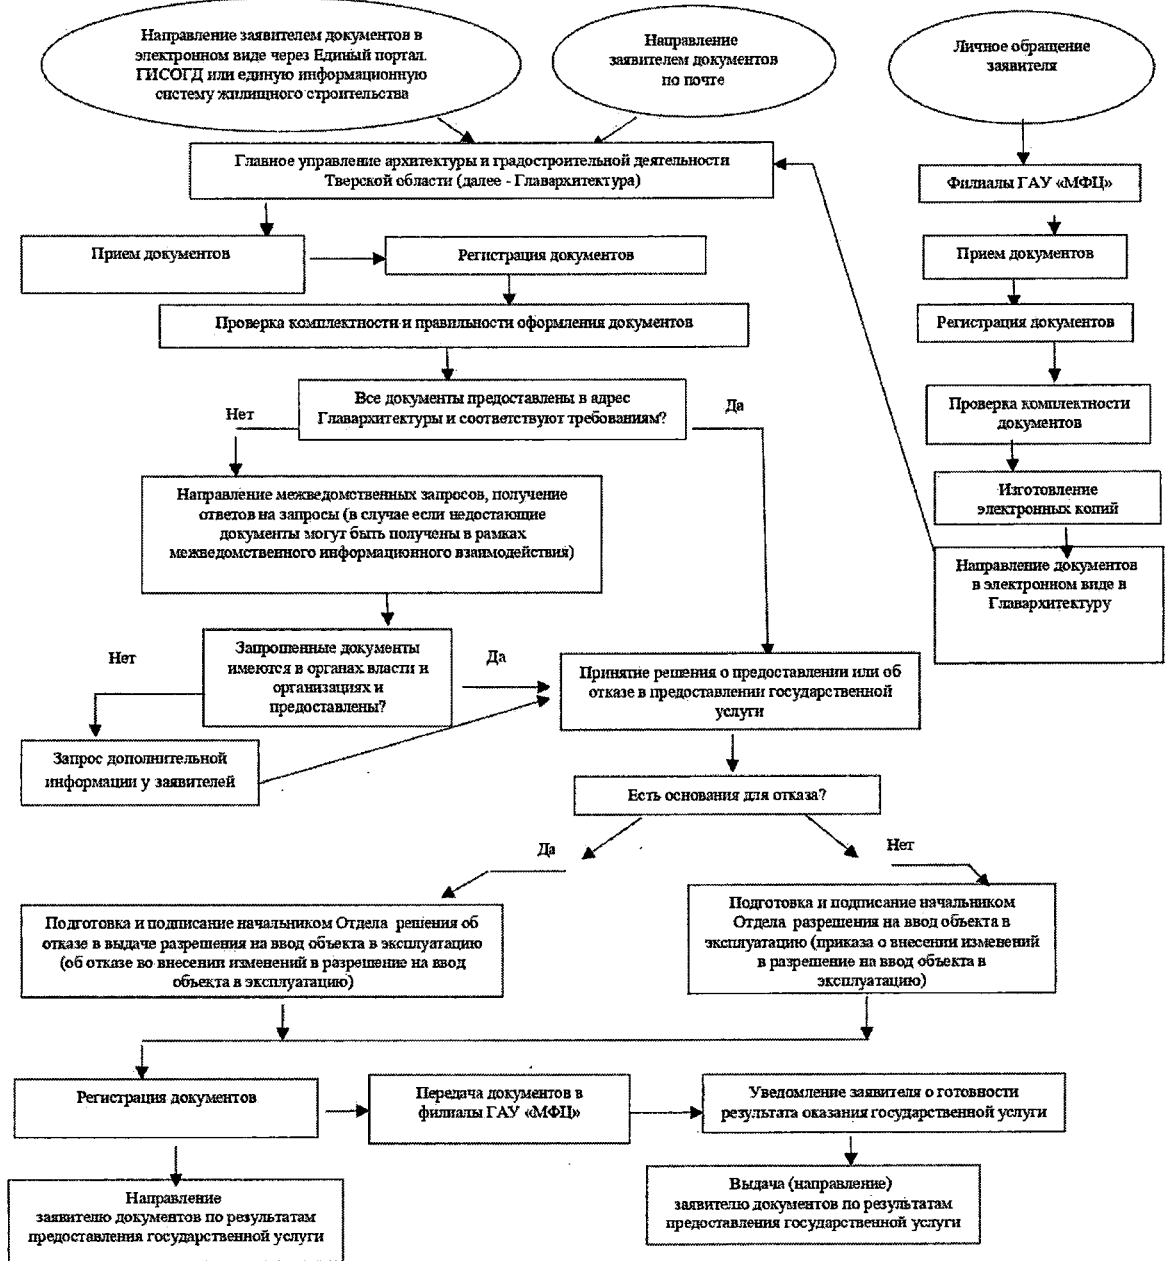 Направление заявителем документов в
электронном виде через Единый портал.
ГИСОГД или единую информационную
систему жилищного строительства
Направление
заявителем документов
по почте
Личное обращение
заявителя
Главное управление архитектуры и градостроительной деятельности
Тверской области (далее - Главархитектура)
Филиалы ГАУ «МФЦ»
Прием документов
Регистрация документов
Прием документов
Проверка комплектности и правильности оформления документов
Регистрация документов
Все документы предоставлены в адрес
Главархитектуры и соответствуют требованиям?
Нет
Да
Проверка комплектности
документов
Направление межведомственных запросов, получение
ответов на запросы (в случае если недостающие
документы могут быть получены в рамках
межведомственного информационного взаимодействия)
Изготовление
электронных копий
Направление документов
в электронном виде в
Главархитектуру
Нет
Запрошенные документы
имеются в органах власти и
организациях и
предоставлены?
Да
Принятие решения о предоставлении или об
отказе в предоставлении государственной
услуги
Запрос дополнительной
информации у заявителей
Есть основания для отказа?
Да
Нет
Подготовка и подписание начальником Отдела решения об
отказе в выдаче разрешения на ввод объекта в эксплуатацию
(об отказе во внесении изменений в разрешение на ввод
объекта в эксплуатацию)
Подготовка и подписание начальником
Отдела разрешения на ввод объекта в
эксплуатацию (приказа о внесении изменений
в разрешение на ввод объекта в
эксплуатацию)
Регистрация документов
Передача документов в
филиалы ГАУ «МФЦ»
Уведомление заявителя о готовности
результата оказания государственной услуги
Направление
заявителю документов по результатам
предоставления государственной услуги
Выдача (направление)
заявителю документов по результатам
предоставления государственной услуги